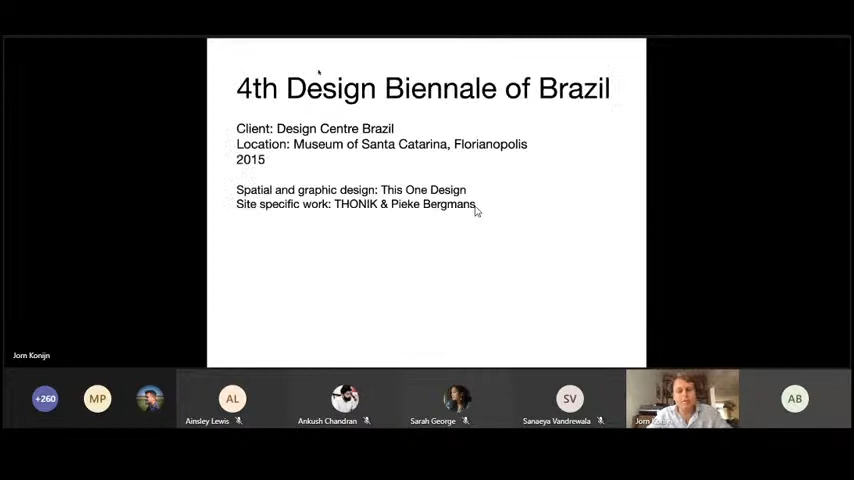 4th Design Biennale of Brazil
Client: Design Centre Brazil
Location: Museum of Santa Catarina, Florianopolis
2015
Spatial and graphic design: This One Design
Site specific work: THONIK & Pieke Bergmans
Jorn Konijn
+260
MP
AL
SV
AB
Ainsley Lewis
Ankush Chandran
Sarah George
Sanaeya Vandrewala
Jorn Konijn